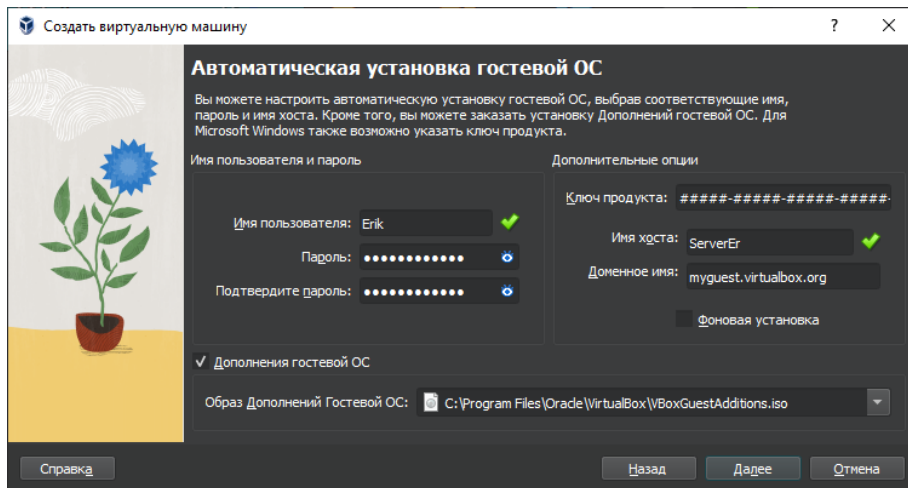 Создать виртуальную машину
Автоматическая установка гостевой ОС
Вы можете настроить автоматическую установку гостевой ОС, выбрав соответствующие имя,
пароль и имя хоста. Кроме того, вы можете заказать установку Дополнений гостевой ОС. Для
Microsoft Windows также возможно указать ключ продукта.
Имя пользователя и пароль
Имя пользователя: Erik
Пароль: ●●●●●●●●●●●●
Подтвердите пароль: ●●●●●●●●●●●●
Дополнительные опции
Ключ продукта: #####-#####-#####-#####-
Имя хоста: ServerEr
Доменное имя: myguest.virtualbox.org
Фоновая установка
Дополнения гостевой ОС
Образ Дополнений Гостевой ОС: C:\Program Files\Oracle\VirtualBox\VBoxGuestAdditions.iso
Справка Назад Далее Отмена